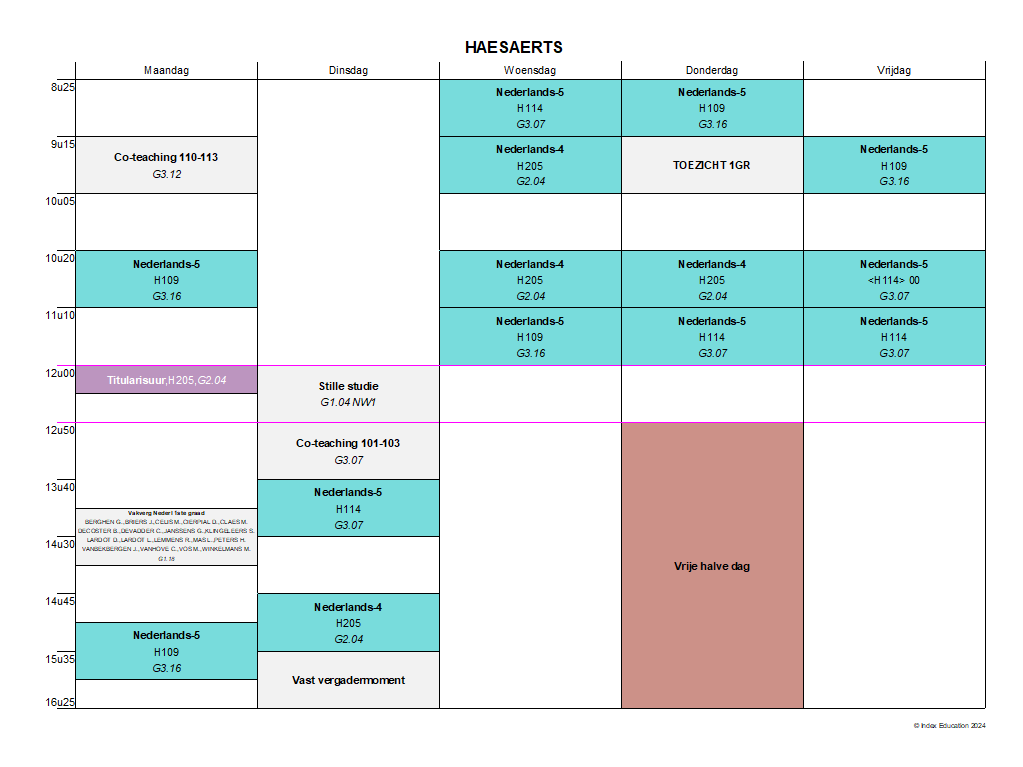 HAESAERTS
Maandag Dinsdag Woensdag Donderdag Vrijdag
8u25
Nederlands-5
H114
G3.07
Nederlands-5
H109
G3.16
9u15
Co-teaching 110-113
G3.12
Nederlands-4
H205
G2.04
TOEZICHT 1GR
Nederlands-5
H109
G3.16
10u05
10u20
Nederlands-5
H109
G3.16
Nederlands-4
H205
G2.04
Nederlands-4
H205
G2.04
Nederlands-5
<H114> 00
G3.07
11u10
Nederlands-5
H109
G3.16
Nederlands-5
H114
G3.07
Nederlands-5
H114
G3.07
12u00
Titularisuur,H205,G2.04
Stille studie
G1.04 NW1
12u50
Co-teaching 101-103
G3.07
13u40
Nederlands-5
H114
G3.07
Vakverg Nederl 1ste graad
BERGHEN G.,BRIERS J.,CELIS M.,CIERPIAL D.,CLAES M.
DECOSTER B.,DEVADDER C.,JANSSENS G.,KLINGELEERS S.
LARDOT D.,LARDOT L.,LEMMENS R.,MAS L.,PETERS H.
VANBEKBERGEN J.,VANHOVE C.,VOS M.,WINKELMANS M.
G1.15
14u30
Vrije halve dag
14u45
Nederlands-4
H205
G2.04
Nederlands-5
H109
G3.16
15u35
Vast vergadermoment
16u25
© Index Education 2024